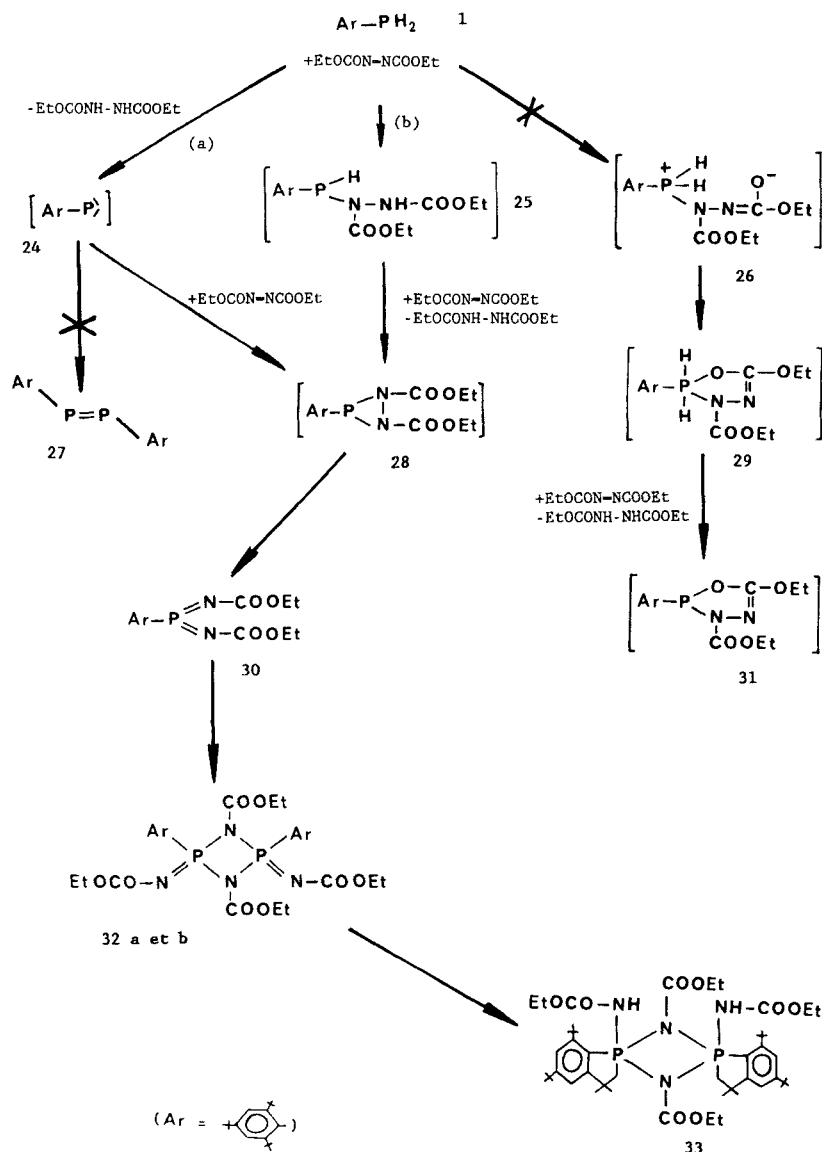 Ar—PH2 1
+EtOCON=NCOOEt
-EtOCONH-NHCOOEt
(a)
(b)
[Ar—P]
24
Ar—P
H
N—NH—COOEt
COOEt
25
Ar—P
+
H
H
N—N=C
O-
OEt
COOEt
26
+EtOCON=NCOOEt
+EtOCON=NCOOEt
-EtOCONH-NHCOOEt
Ar
P=P
Ar
27
Ar—P
N—COOEt
N—COOEt
28
H
Ar—P
H
O—C
OEt
N—N
COOEt
29
+EtOCON=NCOOEt
-EtOCONH-NHCOOEt
Ar—P
N—COOEt
N—COOEt
30
Ar—P
O—C
OEt
N—N
COOEt
31
COOEt
Ar
N
Ar
P
P
EtOCO—N
N
N—COOEt
COOEt
32 a et b
EtOCO—NH
COOEt
NH—COOEt
N
P
P
N
COOEt
33
(Ar = )